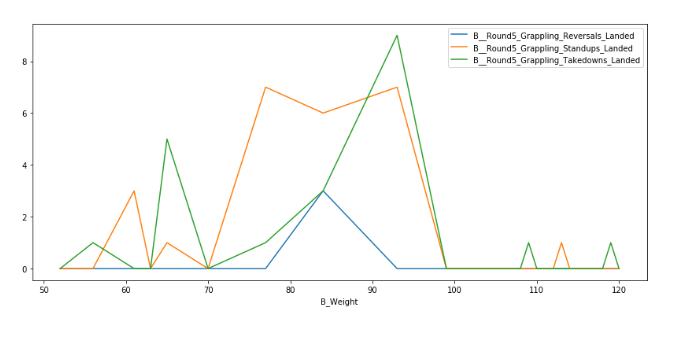 B__Round5_Grappling_Reversals_Landed
B__Round5_Grappling_Standups_Landed
B__Round5_Grappling_Takedowns_Landed
8
6
4
2
0
50 60 70 80 90 100 110 120
B_Weight